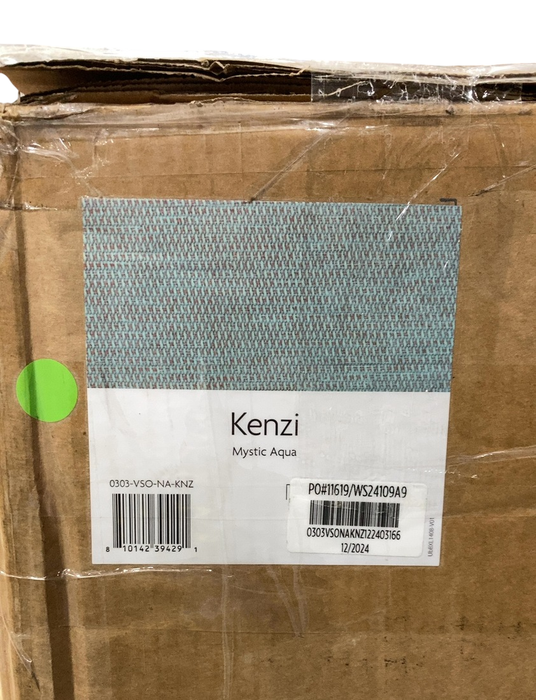 Kenzi
Mystic Aqua
0303-VSO-NA-KNZ
8 10142 39429 1
PO#11619/WS24109A9
0303VSONAKNZ122403166
12/2024